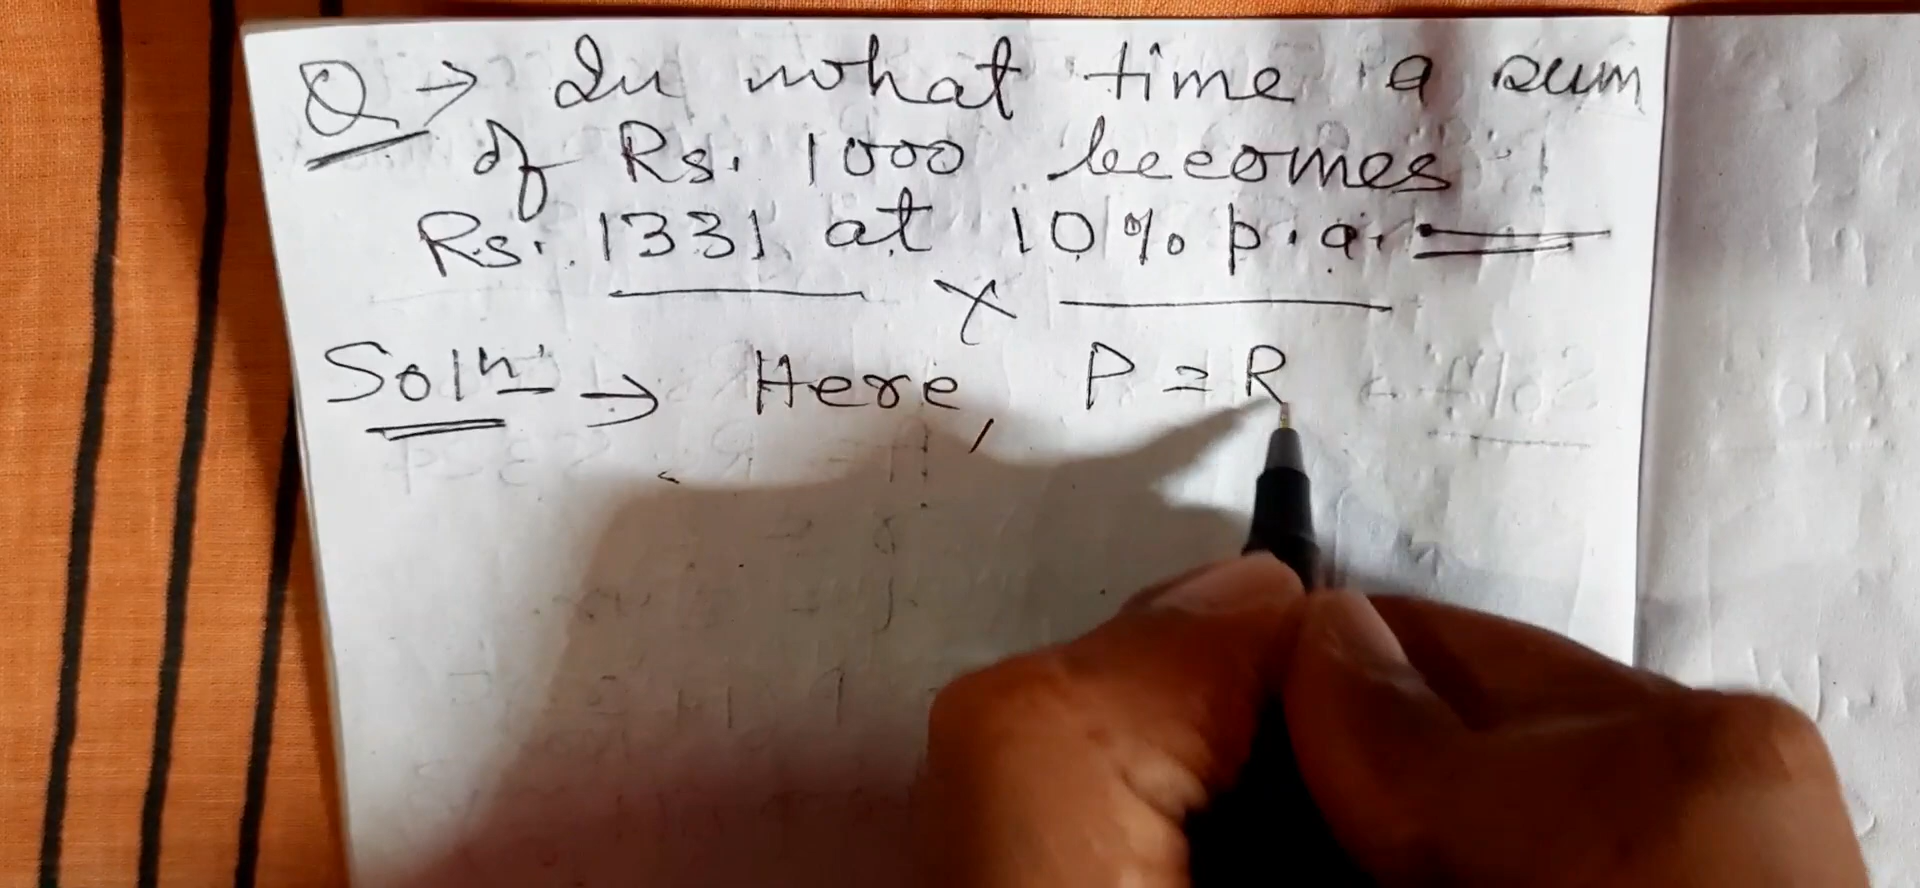 Q → In what time a sum
of Rs. 1000 becomes
Rs. 1331 at 10% p.a.
Soln. → Here, P = R